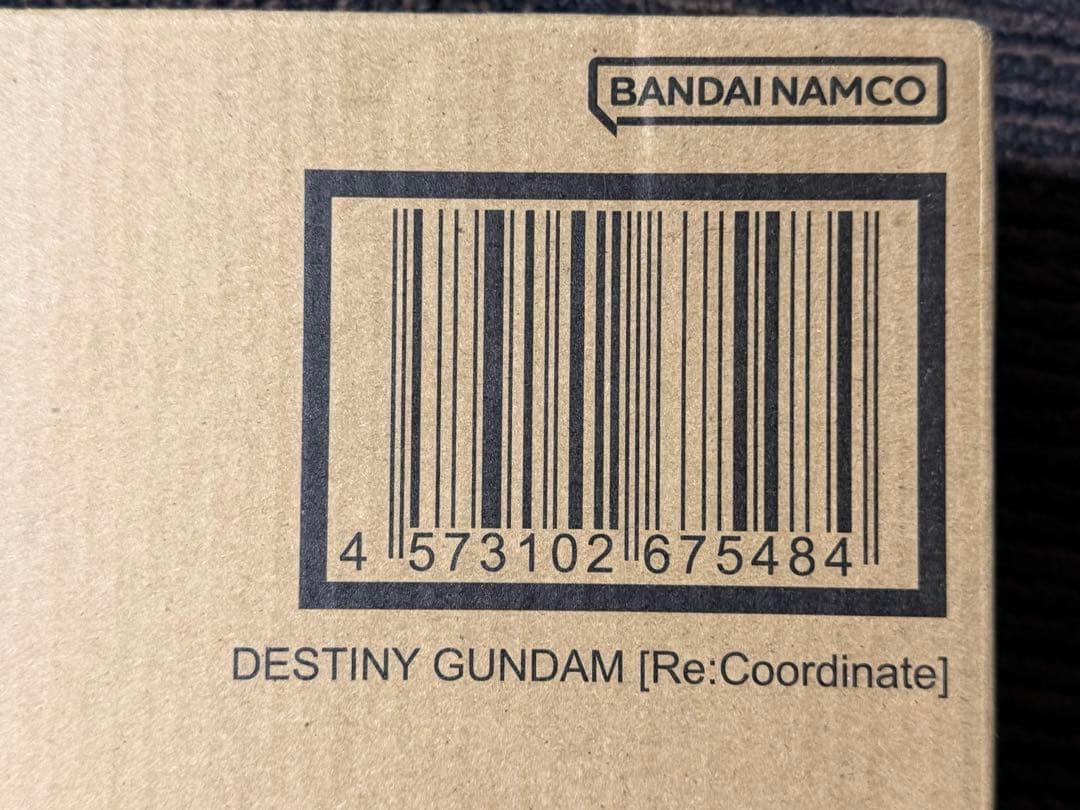 BANDAI NAMCO
4 573102 675484
DESTINY GUNDAM [Re:Coordinate]